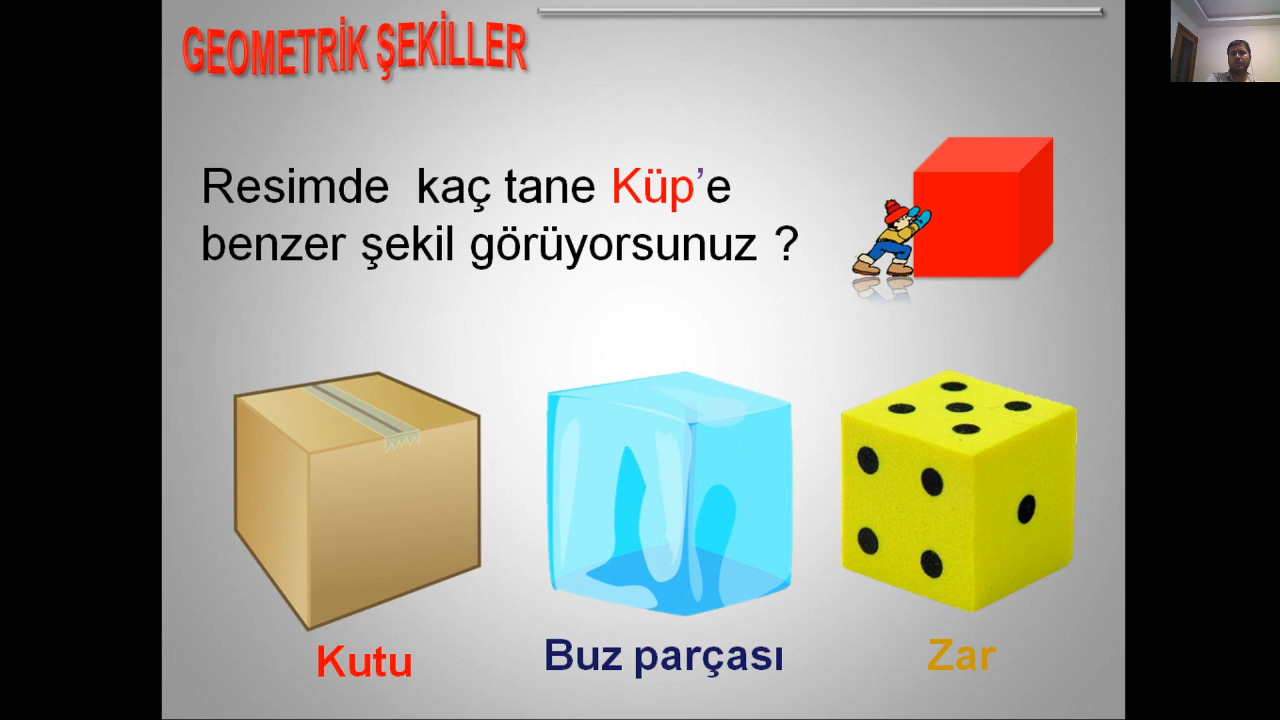 GEOMETRİK ŞEKİLLER
Resimde kaç tane Küp'e
benzer şekil görüyorsunuz ?
Kutu
Buz parçası
Zar